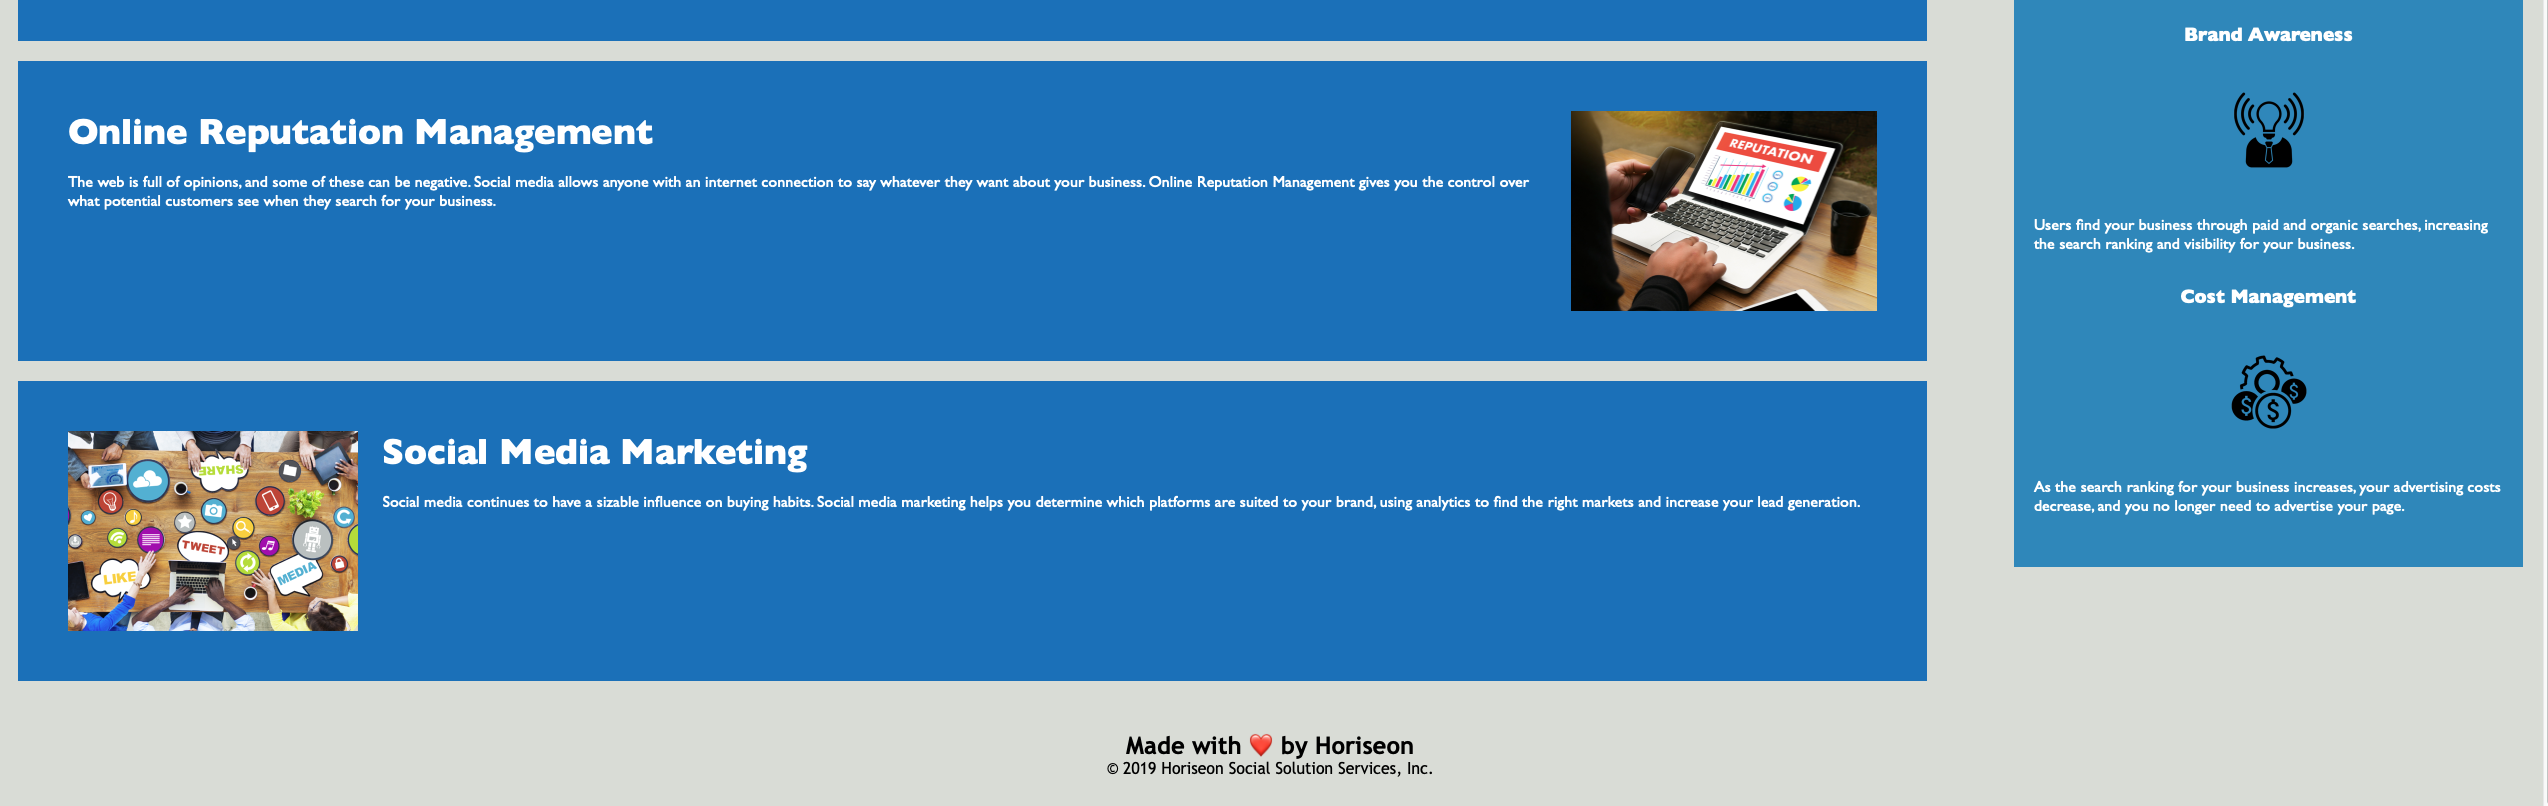 Online Reputation Management
The web is full of opinions, and some of these can be negative. Social media allows anyone with an internet connection to say whatever they want about your business. Online Reputation Management gives you the control over
what potential customers see when they search for your business.
REPUTATION
Social Media Marketing
Social media continues to have a sizable influence on buying habits. Social media marketing helps you determine which platforms are suited to your brand, using analytics to find the right markets and increase your lead generation.
SHARE
TWEET
LIKE
MEDIA
Brand Awareness
Users find your business through paid and organic searches, increasing
the search ranking and visibility for your business.
Cost Management
$ $ $
As the search ranking for your business increases, your advertising costs
decrease, and you no longer need to advertise your page.
Made with ❤️ by Horiseon
© 2019 Horiseon Social Solution Services, Inc.